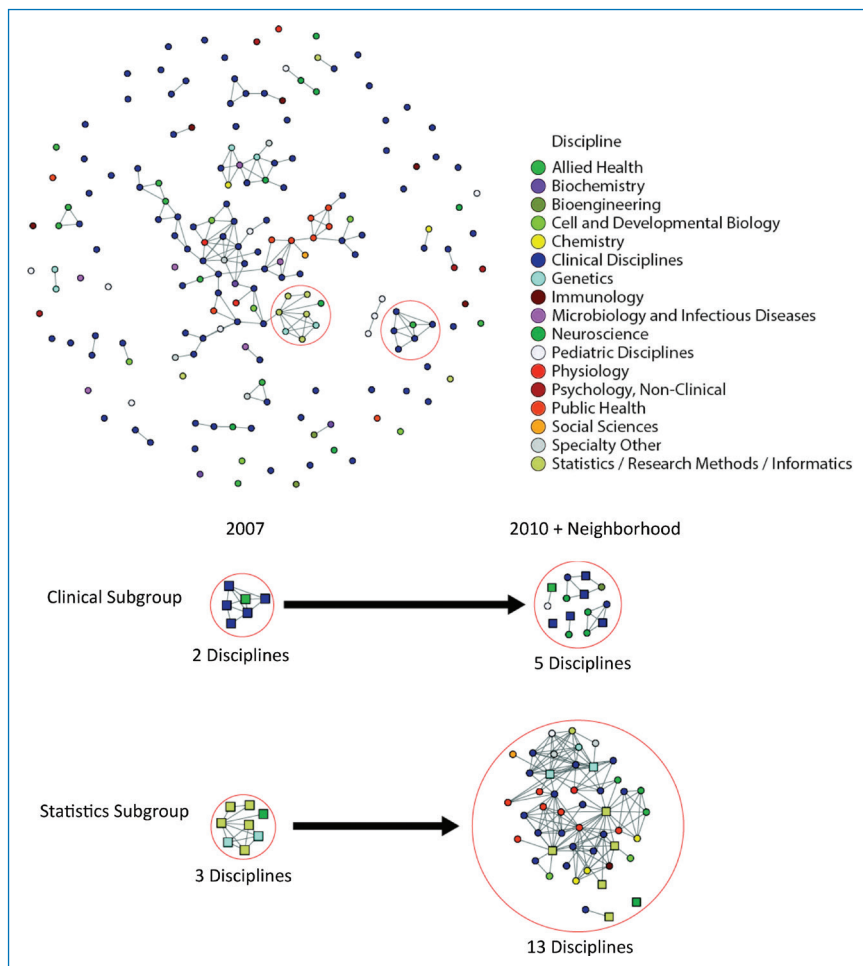 Discipline
Allied Health
Biochemistry
Bioengineering
Cell and Developmental Biology
Chemistry
Clinical Disciplines
Genetics
Immunology
Microbiology and Infectious Diseases
Neuroscience
Pediatric Disciplines
Physiology
Psychology, Non-Clinical
Public Health
Social Sciences
Specialty Other
Statistics / Research Methods / Informatics
2007
2010 + Neighborhood
Clinical Subgroup
2 Disciplines
5 Disciplines
Statistics Subgroup
3 Disciplines
13 Disciplines